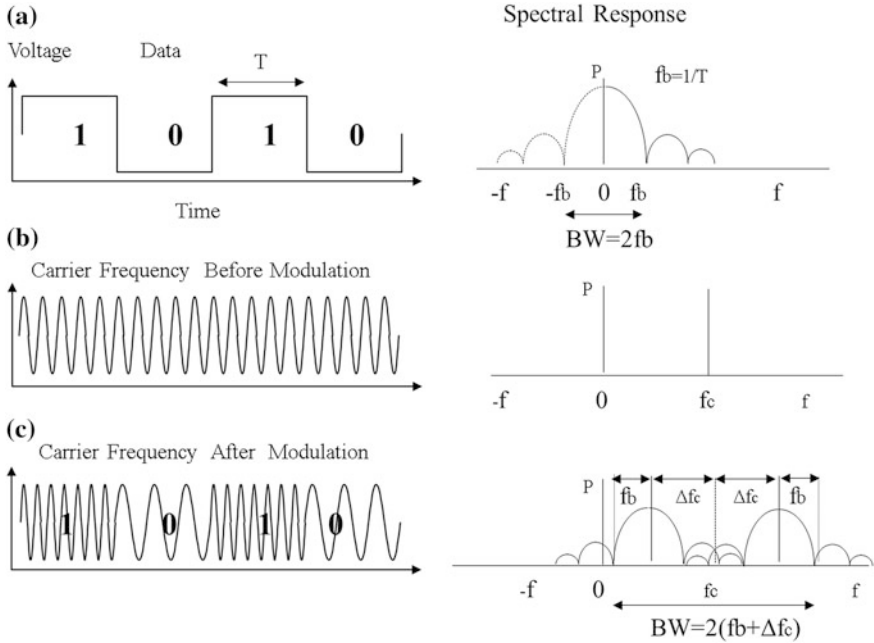 (a)
Spectral Response
Voltage Data T
P fb=1/T
1 0 1 0
-f -fb 0 fb f
Time
BW=2fb
(b)
Carrier Frequency Before Modulation
P
-f 0 fc f
(c)
Carrier Frequency After Modulation
P fb Δfc Δfc fb
1 0 1 0
-f 0 fc f
BW=2(fb+Δfc)